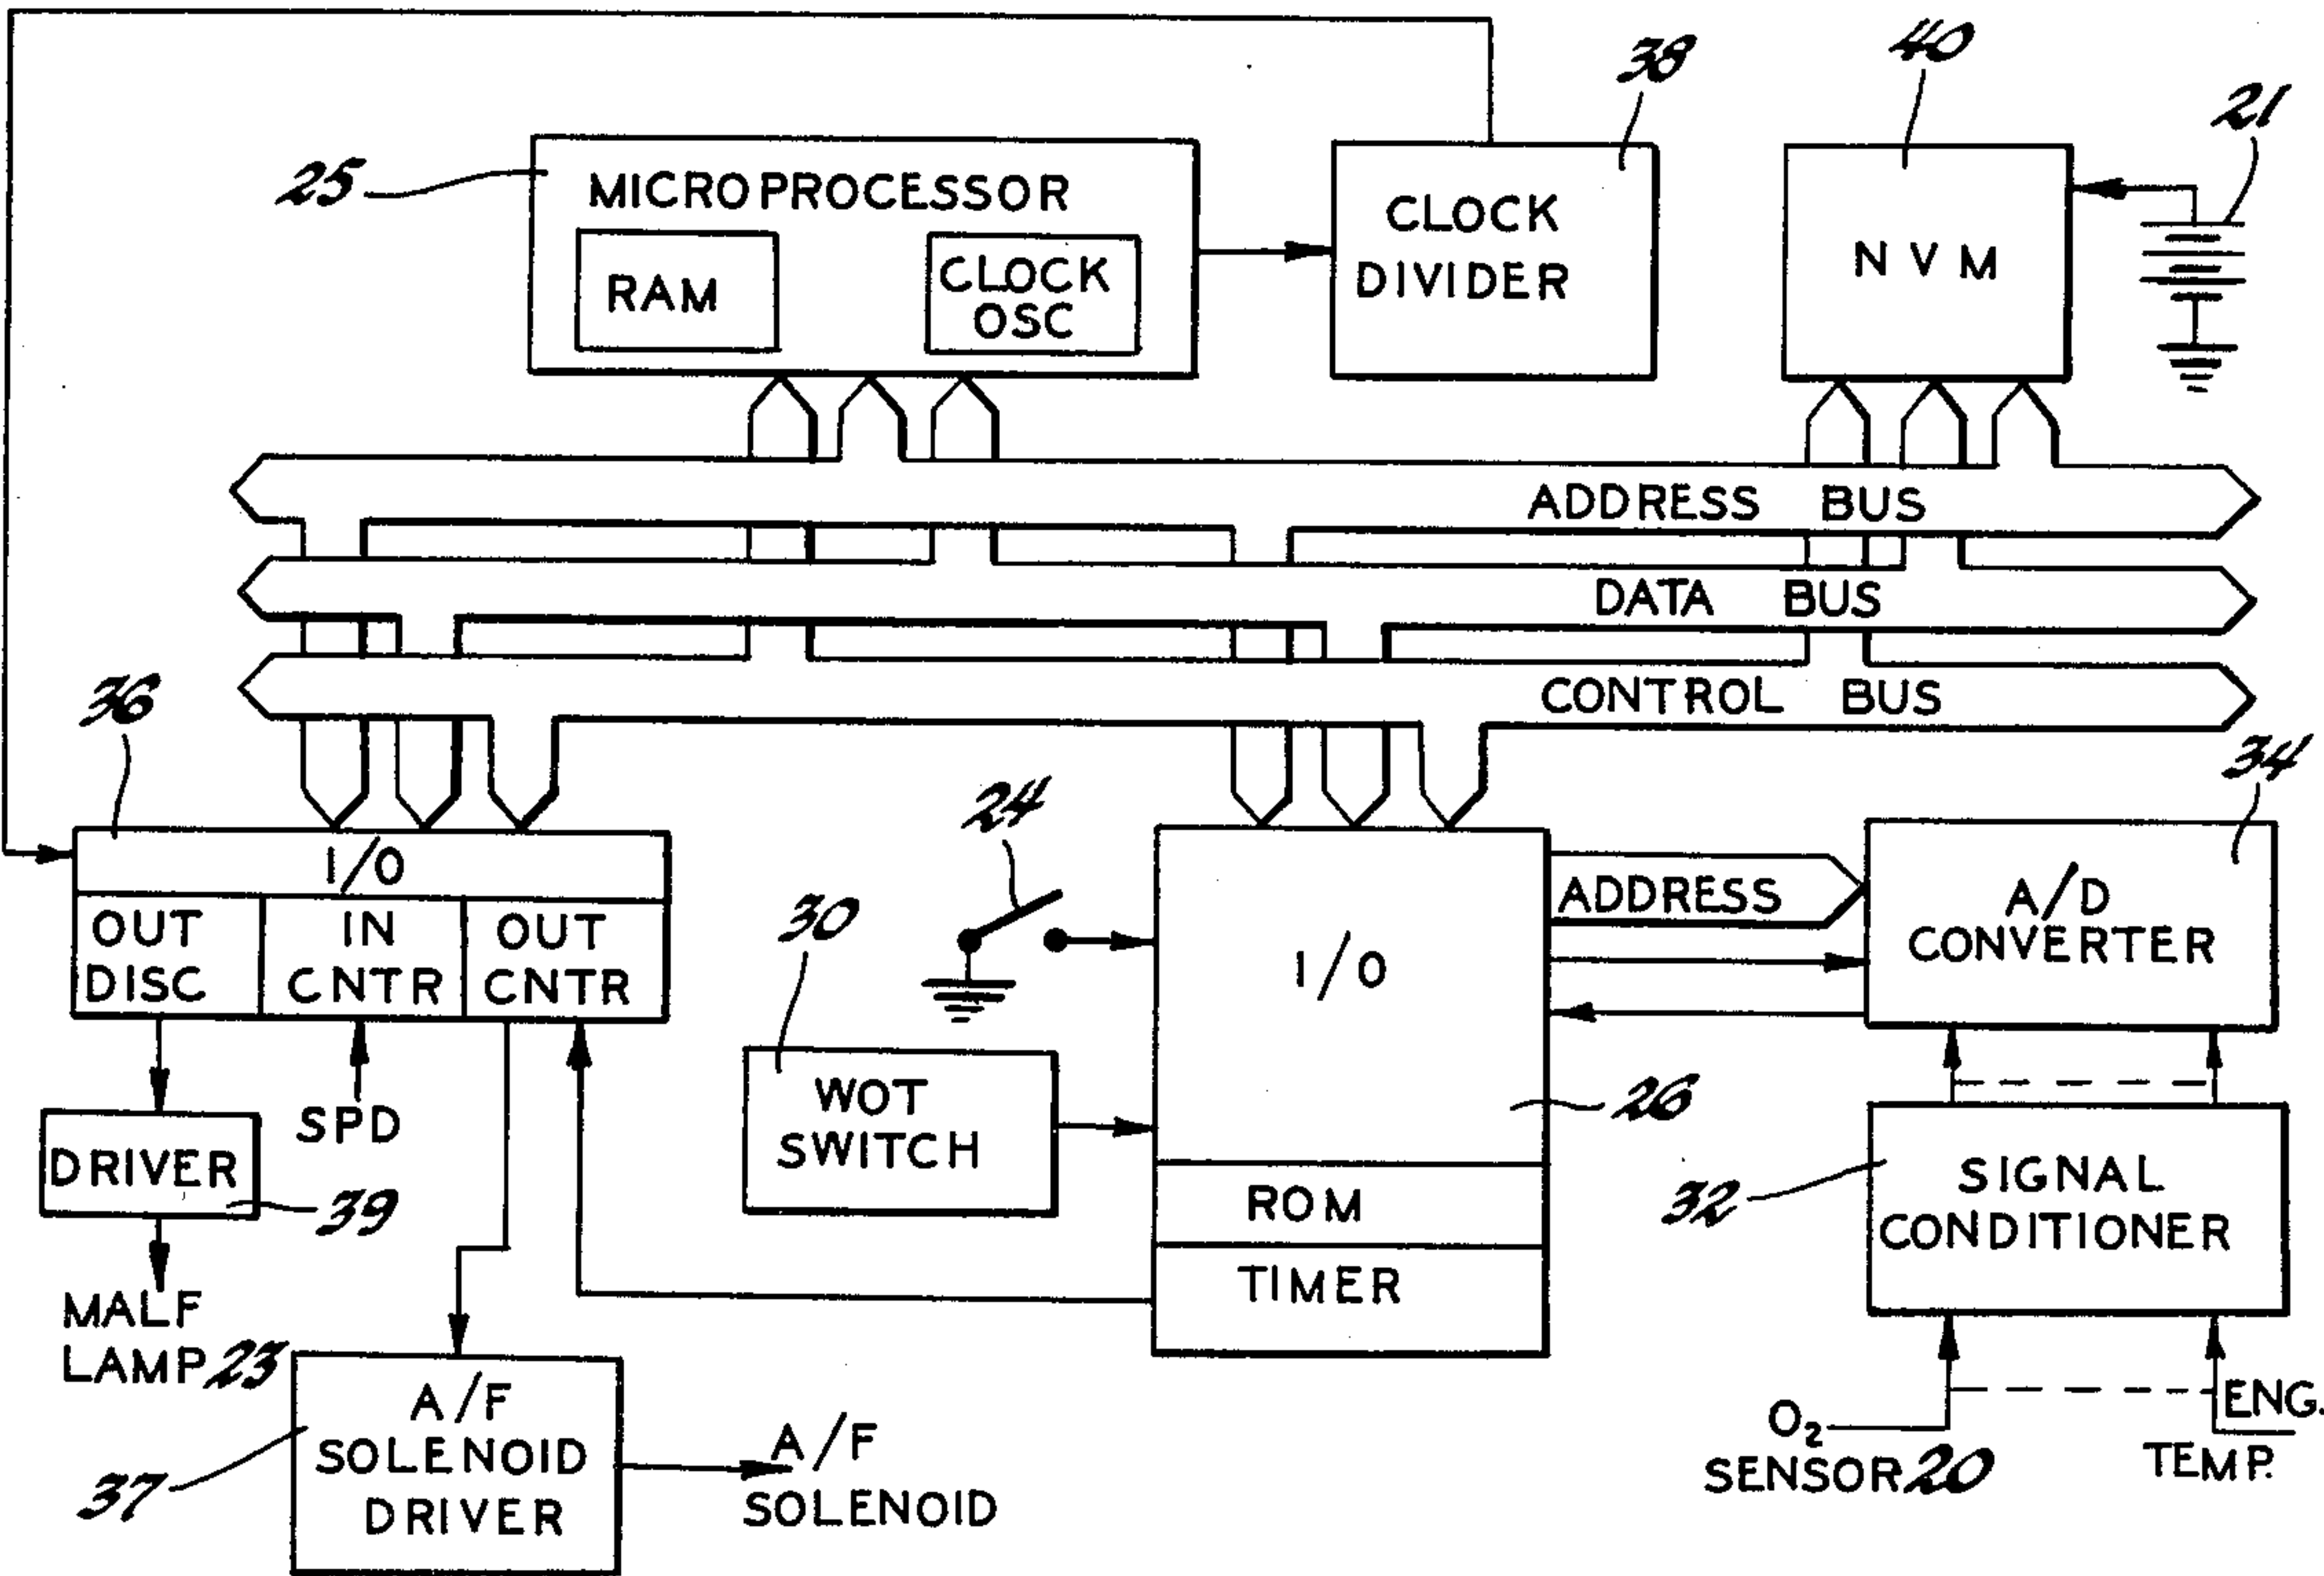 38
40
21
25
MICROPROCESSOR
RAM
CLOCK
OSC
CLOCK
DIVIDER
NVM
ADDRESS BUS
DATA BUS
CONTROL BUS
36
I/O
OUT
DISC
IN
CNTR
OUT
CNTR
24
30
WOT
SWITCH
I/O
ROM
TIMER
26
ADDRESS
34
A/D
CONVERTER
32
SIGNAL
CONDITIONER
DRIVER
39
SPD
MALF
LAMP 23
37
A/F
SOLENOID
DRIVER
A/F
SOLENOID
O₂
SENSOR 20
ENG.
TEMP.